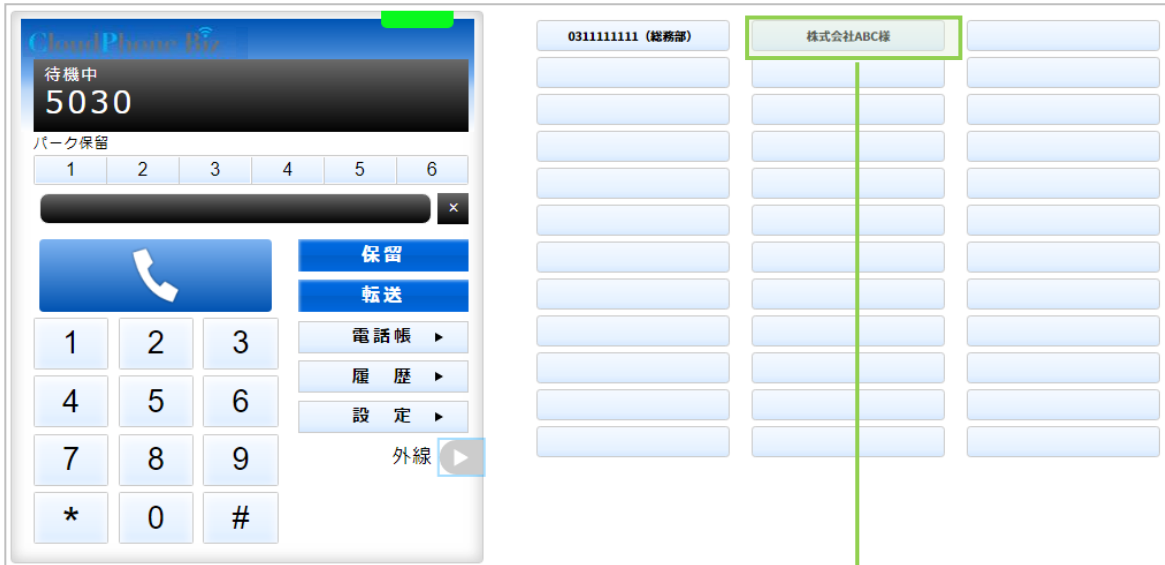 CloudPhone Biz
待機中
5030
パーク保留
1 2 3 4 5 6
×
保留
転送
1 2 3
電話帳 ▶
4 5 6
履 歴 ▶
設 定 ▶
7 8 9
外線
* 0 #
0311111111（総務部）
株式会社ABC様